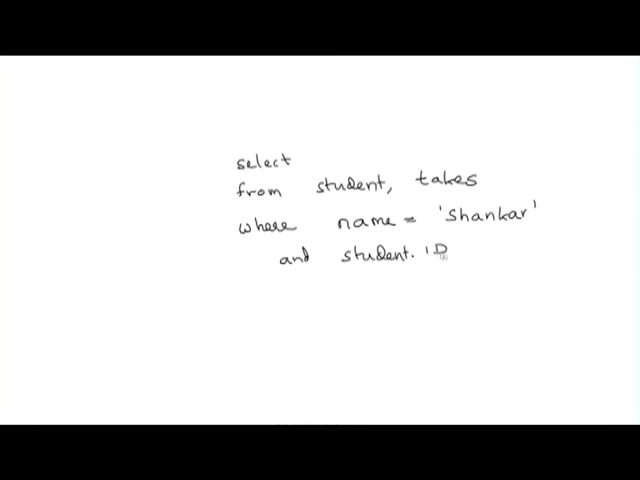 select
from student, takes
where name = 'Shankar'
and student. ID